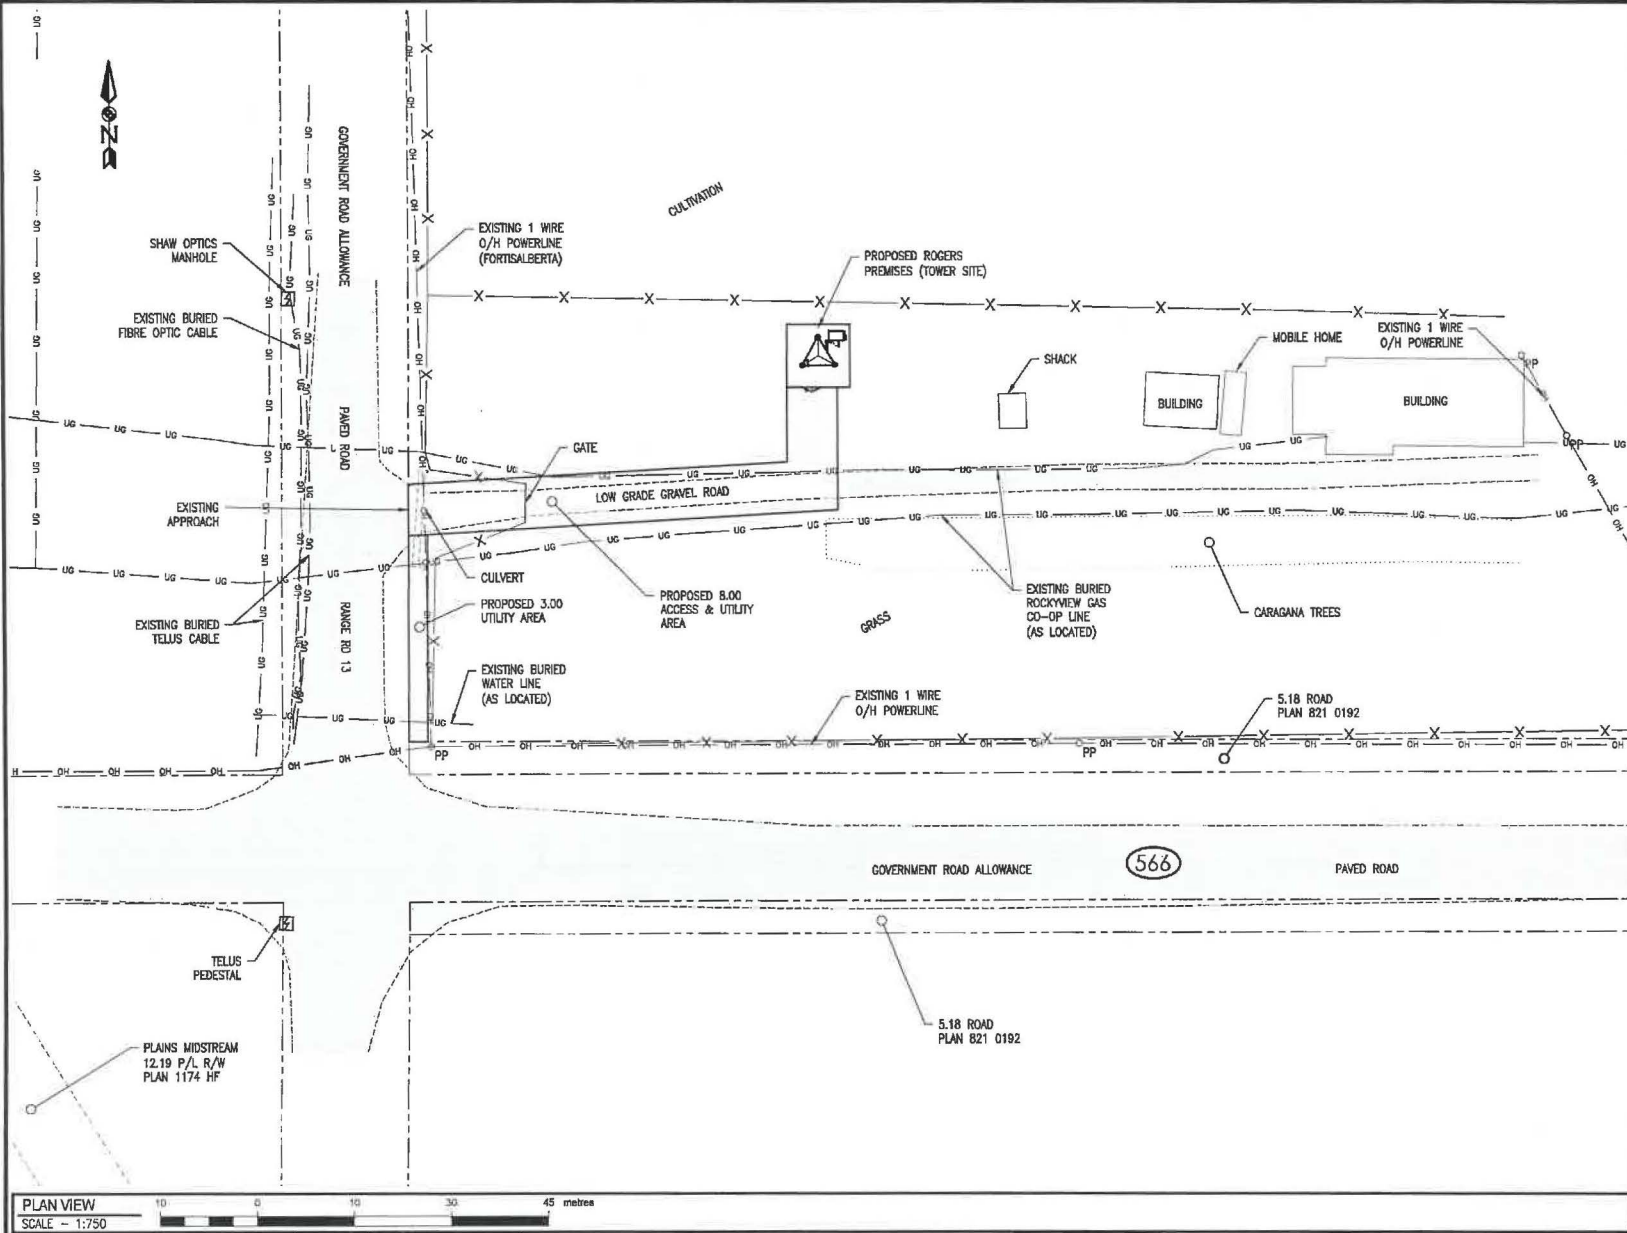 N
GOVERNMENT ROAD ALLOWANCE
CULTIVATION
EXISTING 1 WIRE
O/H POWERLINE
(FORTISALBERTA)
SHAW OPTICS
MANHOLE
PROPOSED ROGERS
PREMISES (TOWER SITE)
EXISTING BURIED
FIBRE OPTIC CABLE
MOBILE HOME
EXISTING 1 WIRE
O/H POWERLINE
SHACK
PP
BUILDING
BUILDING
PAVED ROAD
GATE
PP
LOW GRADE GRAVEL ROAD
EXISTING
APPROACH
CULVERT
PROPOSED 3.00
UTILITY AREA
PROPOSED 8.00
ACCESS & UTILITY
AREA
EXISTING BURIED
ROCKYVIEW GAS
CO-OP LINE
(AS LOCATED)
CARAGANA TREES
GRASS
EXISTING BURIED
TELUS CABLE
RANGE RD 13
EXISTING BURIED
WATER LINE
(AS LOCATED)
EXISTING 1 WIRE
O/H POWERLINE
5.18 ROAD
PLAN 821 0192
PP
PP
GOVERNMENT ROAD ALLOWANCE
566
PAVED ROAD
TELUS
PEDESTAL
5.18 ROAD
PLAN 821 0192
PLAINS MIDSTREAM
12.19 P/L R/W
PLAN 1174 HF
PLAN VIEW
SCALE - 1:750
10 0 10 30 45 metres